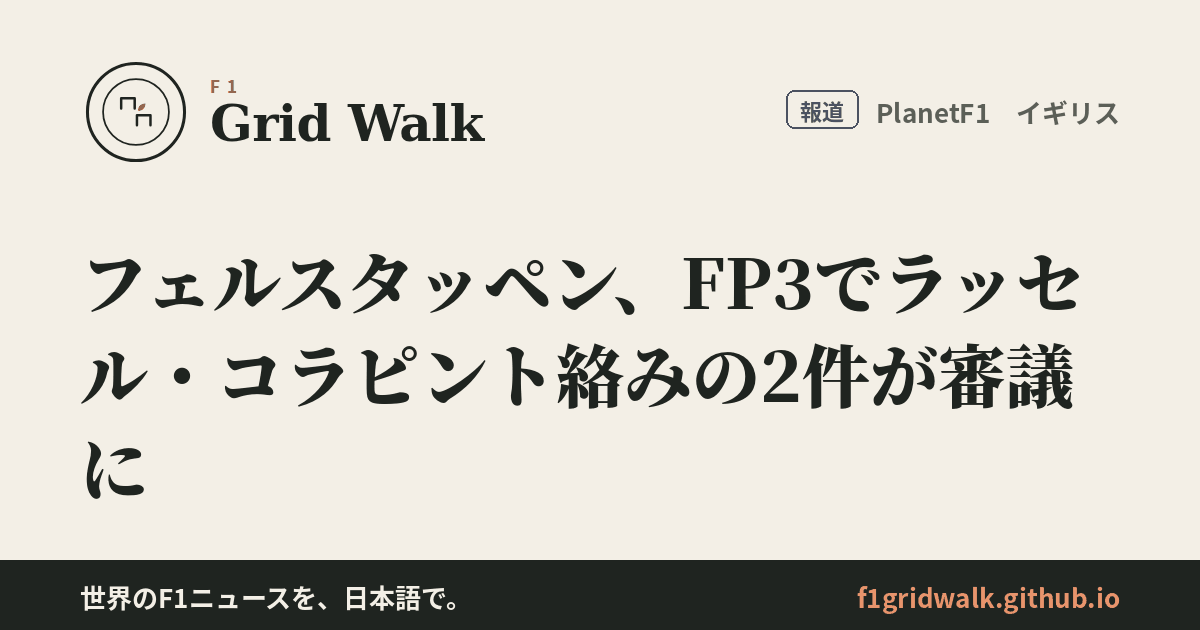 F1
Grid Walk
報道 PlanetF1 イギリス
フェルスタッペン、FP3でラッセ
ル・コラピント絡みの2件が審議
に
世界のF1ニュースを、日本語で。
f1gridwalk.github.io